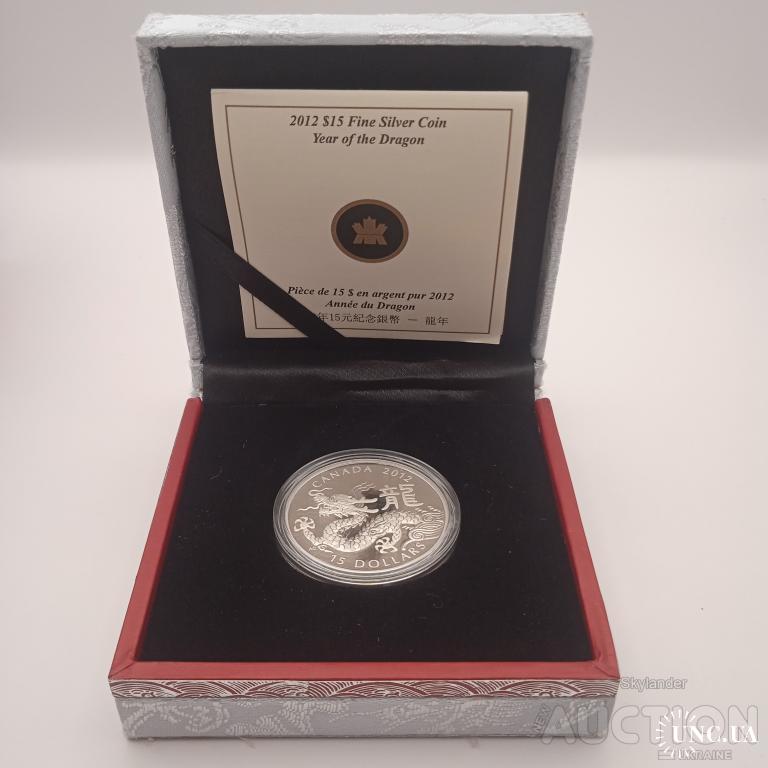 2012 $15 Fine Silver Coin
Year of the Dragon
Pièce de 15 $ en argent pur 2012
Année du Dragon
年15元紀念銀幣 － 龍年
CANADA 2012
龍
15 DOLLARS
Skylander
AUCTION
UNC.UA
UKRAINE